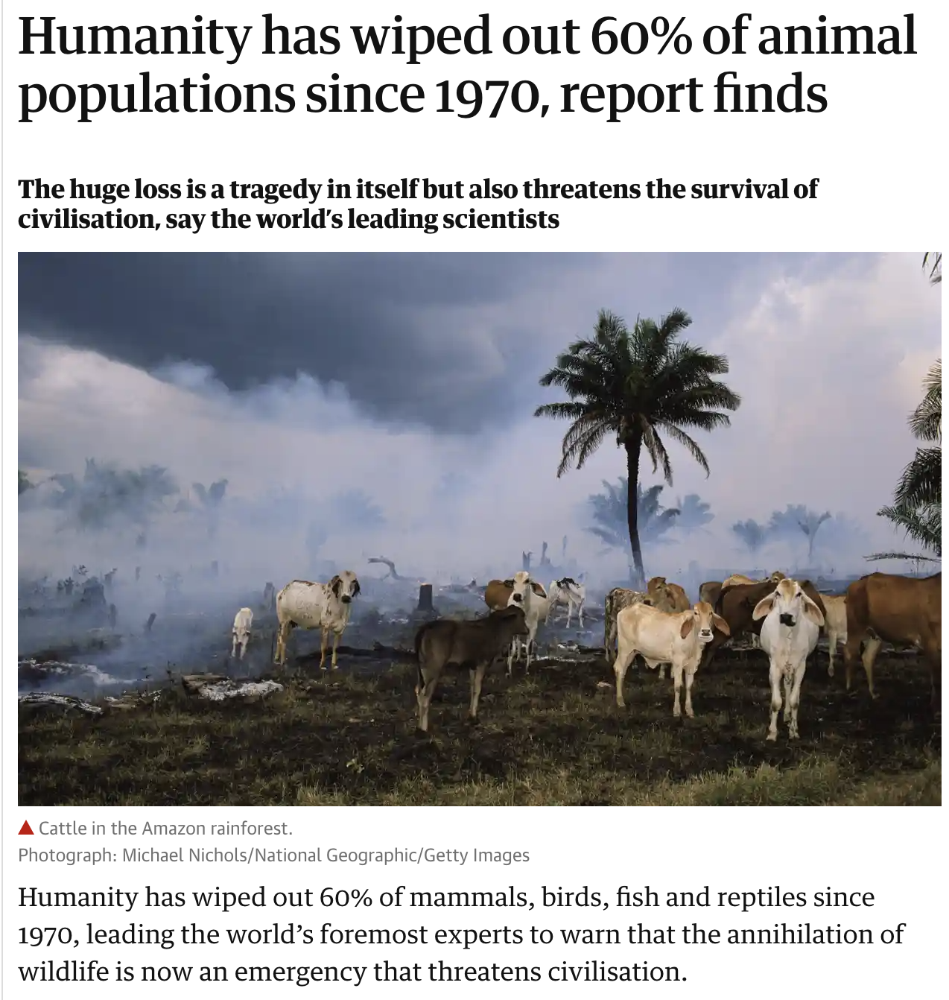 Humanity has wiped out 60% of animal
populations since 1970, report finds
The huge loss is a tragedy in itself but also threatens the survival of
civilisation, say the world's leading scientists
Cattle in the Amazon rainforest.
Photograph: Michael Nichols/National Geographic/Getty Images
Humanity has wiped out 60% of mammals, birds, fish and reptiles since
1970, leading the world's foremost experts to warn that the annihilation of
wildlife is now an emergency that threatens civilisation.